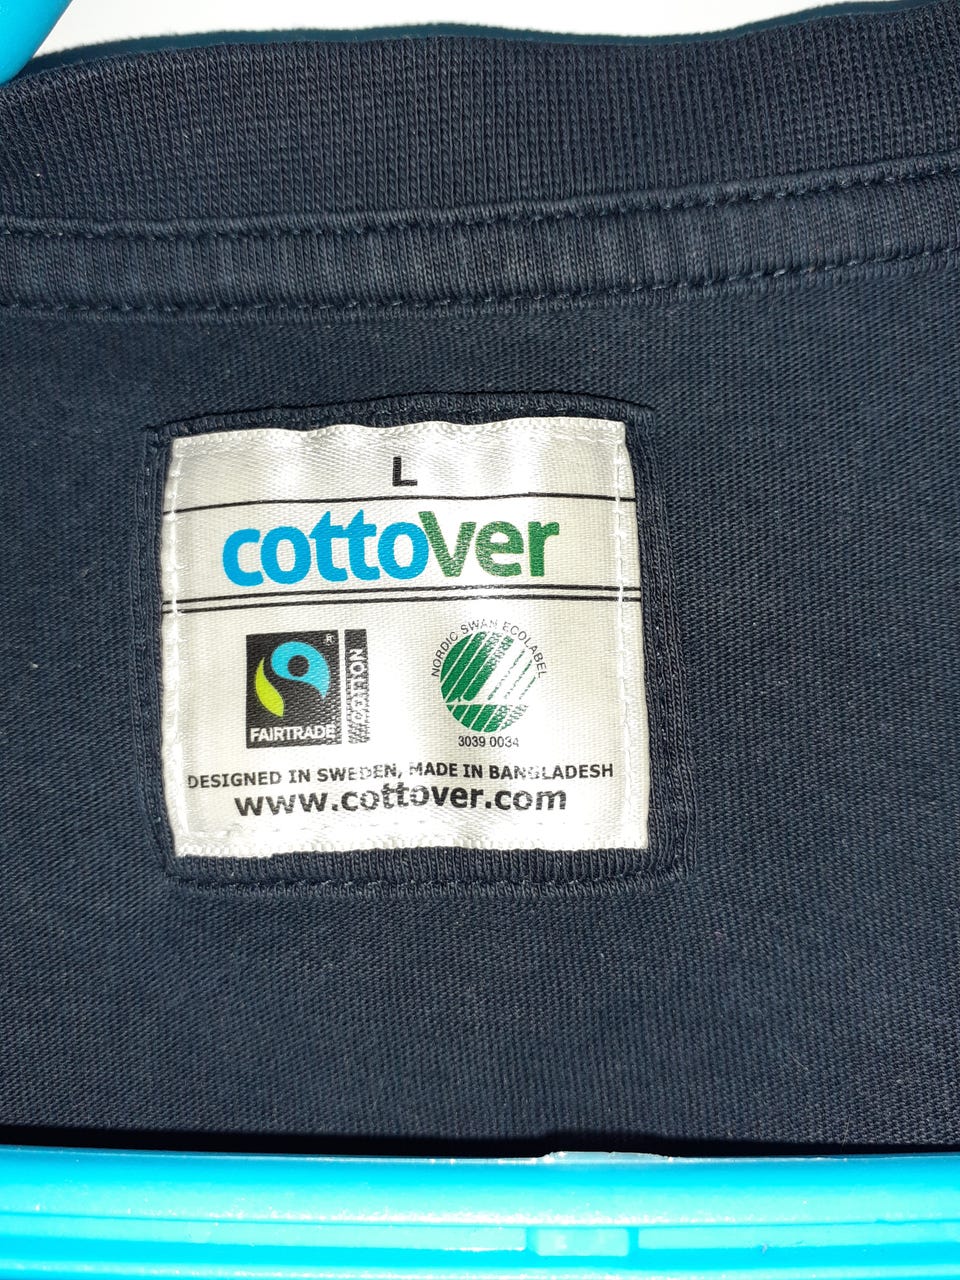 L
cottover
FAIRTRADE ®
COTTON
NORDIC SWAN ECOLABEL
3039 0034
DESIGNED IN SWEDEN, MADE IN BANGLADESH
www.cottover.com